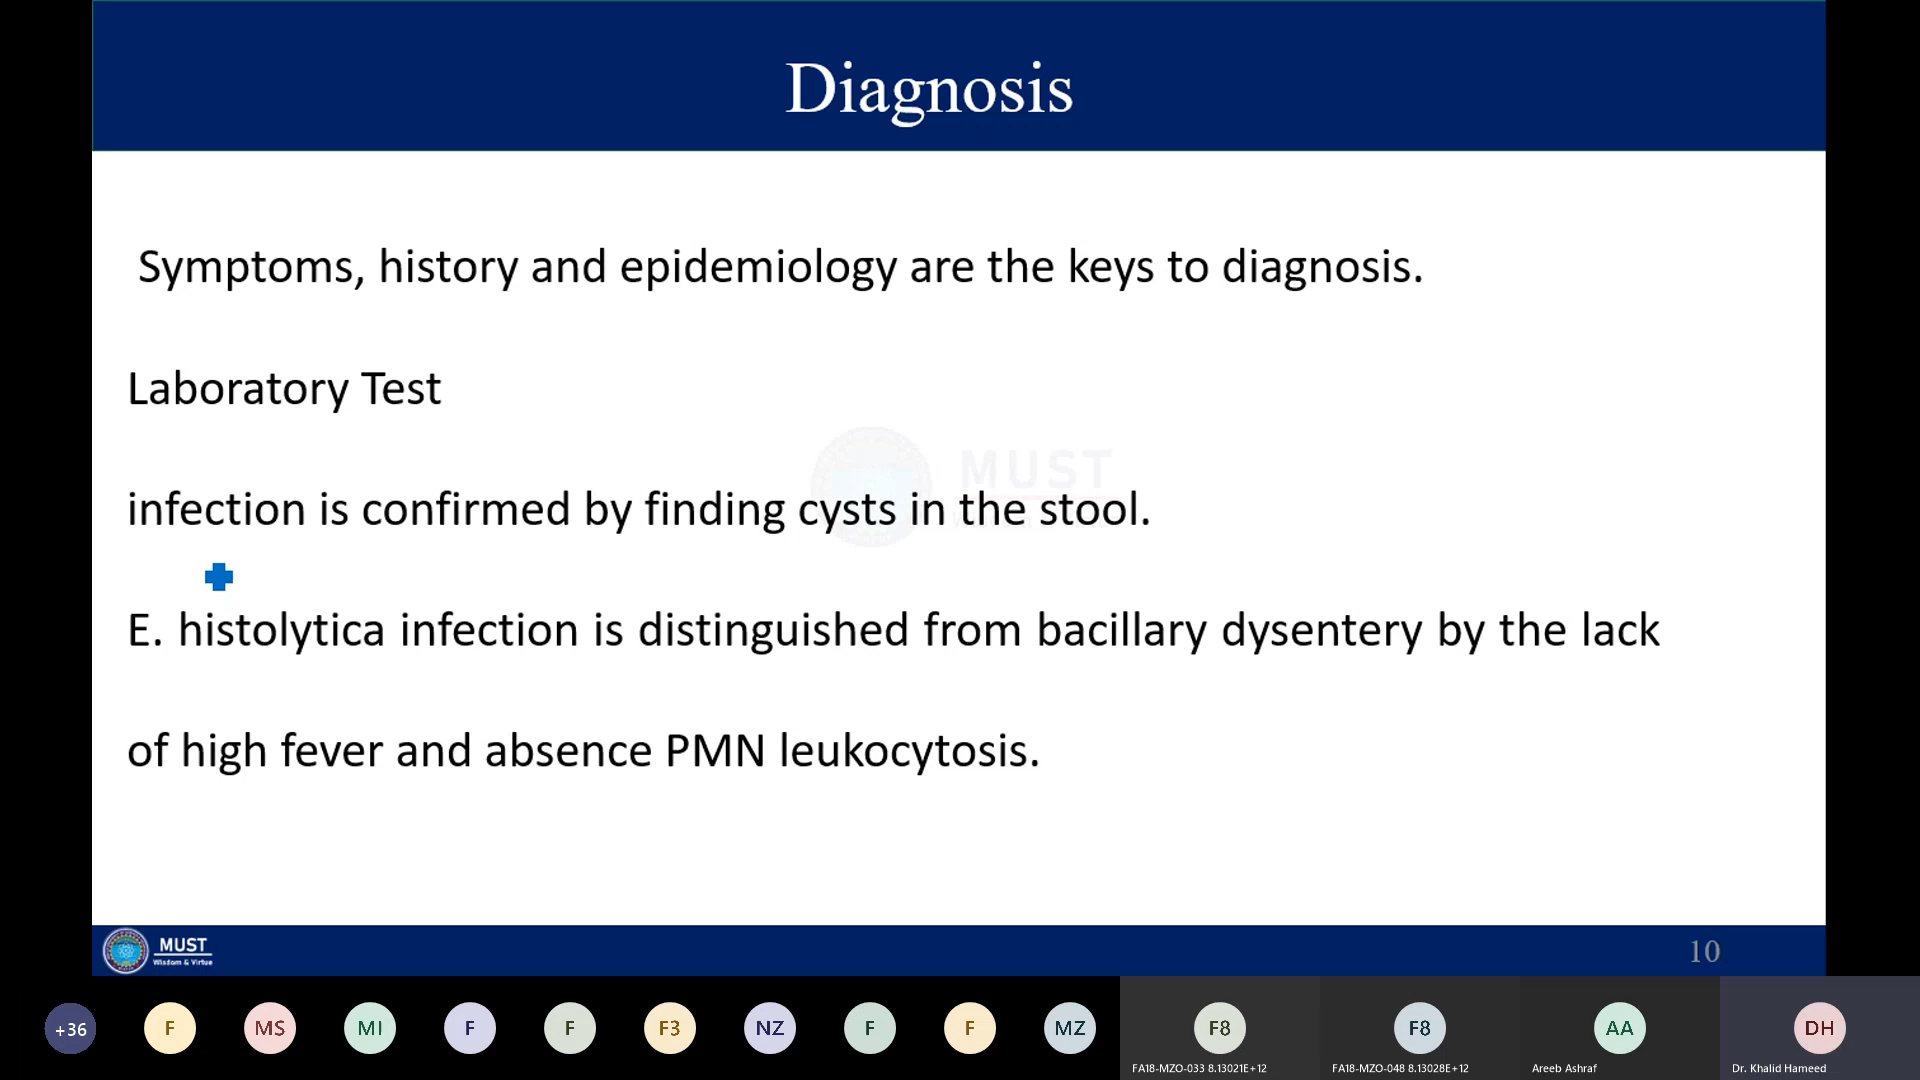 Diagnosis
Symptoms, history and epidemiology are the keys to diagnosis.
Laboratory Test
MUST
infection is confirmed by finding cysts in the stool.
E. histolytica infection is distinguished from bacillary dysentery by the lack
of high fever and absence PMN leukocytosis.
MUST
Wisdom & Virtue
10
+36
F
MS
MI
F
F
F3
NZ
F
F
MZ
F8
F8
AA
DH
FA18-MZO-033 8.13021E+12
FA18-MZO-048 8.13028E+12
Areeb Ashraf
Dr. Khalid Hameed